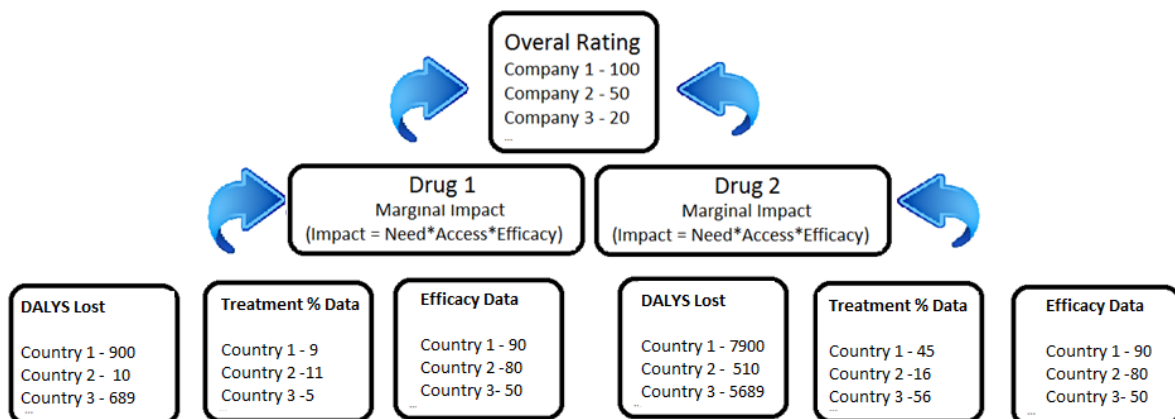 Overal Rating
Company 1 - 100
Company 2 - 50
Company 3 - 20
...
Drug 1
Marginal Impact
(Impact = Need*Access*Efficacy)
Drug 2
Marginal Impact
(Impact = Need*Access*Efficacy)
DALYS Lost
Country 1 - 900
Country 2 - 10
Country 3 - 689
...
Treatment % Data
Country 1 - 9
Country 2 -11
Country 3 -5
...
Efficacy Data
Country 1 - 90
Country 2 -80
Country 3- 50
...
DALYS Lost
Country 1 - 7900
Country 2 - 510
Country 3 - 5689
...
Treatment % Data
Country 1 - 45
Country 2 -16
Country 3 -56
...
Efficacy Data
Country 1 - 90
Country 2 -80
Country 3- 50
...